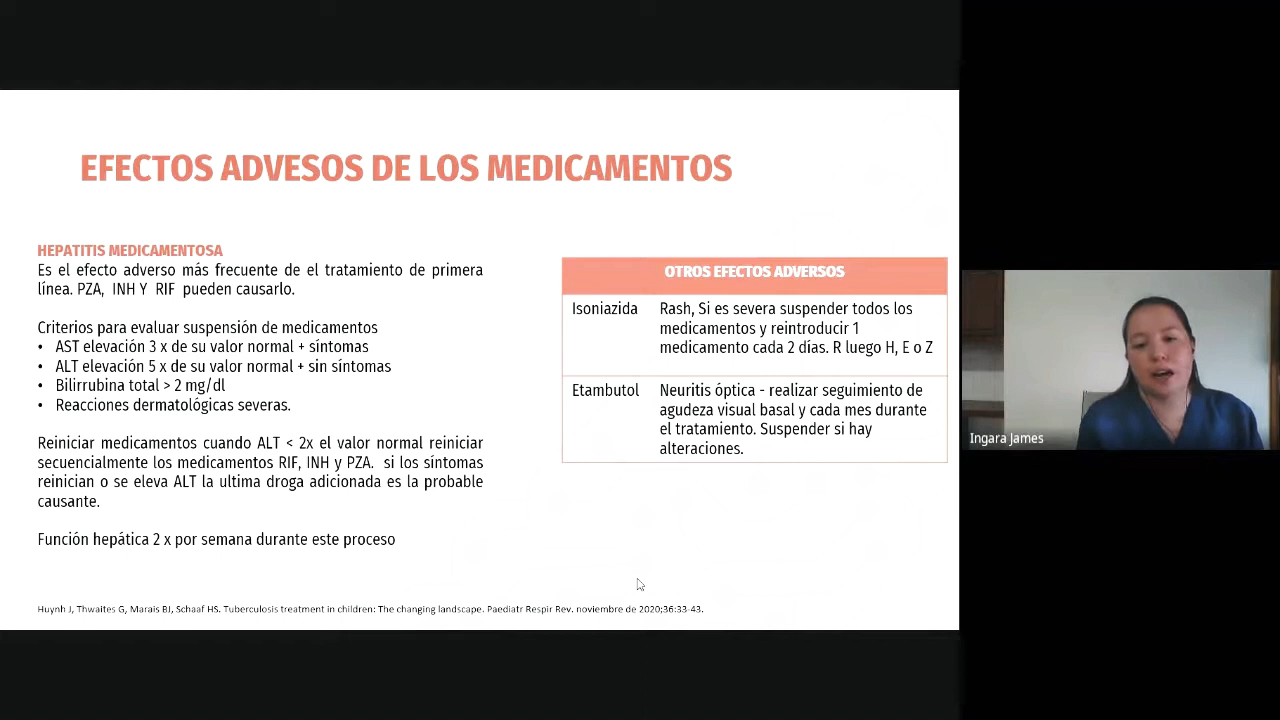 EFECTOS ADVESOS DE LOS MEDICAMENTOS
HEPATITIS MEDICAMENTOSA
Es el efecto adverso más frecuente de el tratamiento de primera
línea. PZA, INH Y RIF pueden causarlo.
Criterios para evaluar suspensión de medicamentos
• AST elevación 3 x de su valor normal + síntomas
• ALT elevación 5 x de su valor normal + sin síntomas
• Bilirrubina total > 2 mg/dl
• Reacciones dermatológicas severas.
Reiniciar medicamentos cuando ALT < 2x el valor normal reiniciar
secuencialmente los medicamentos RIF, INH y PZA. si los síntomas
reinician o se eleva ALT la ultima droga adicionada es la probable
causante.
Función hepática 2 x por semana durante este proceso
OTROS EFECTOS ADVERSOS
Isoniazida
Rash, Si es severa suspender todos los
medicamentos y reintroducir 1
medicamento cada 2 días. R luego H, E o Z
Etambutol
Neuritis óptica - realizar seguimiento de
agudeza visual basal y cada mes durante
el tratamiento. Suspender si hay
alteraciones.
Huynh J, Thwaites G, Marais BJ, Schaaf HS. Tuberculosis treatment in children: The changing landscape. Paediatr Respir Rev. noviembre de 2020;36:33-43.
Ingara James